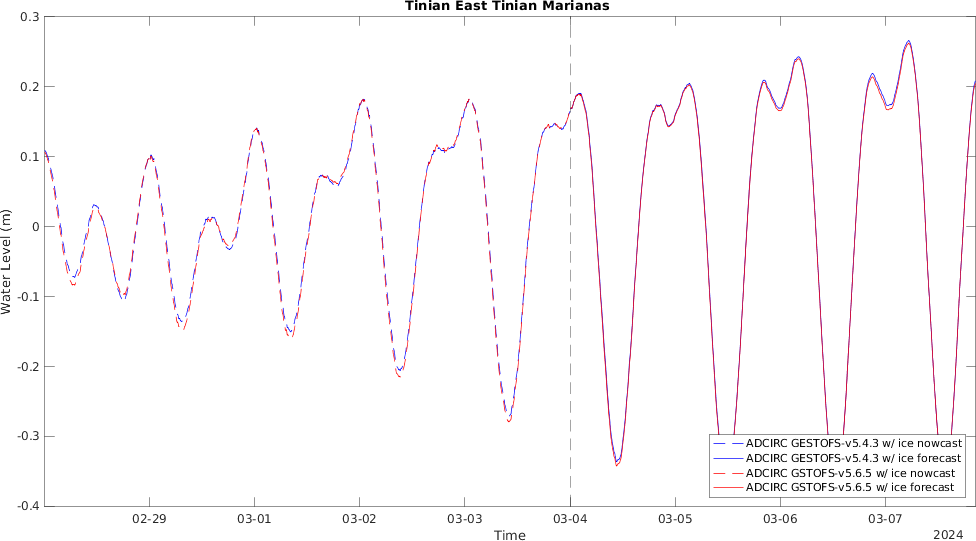 Tinian East Tinian Marianas
0.3
0.2
0.1
0
-0.1
-0.2
-0.3
-0.4
Water Level (m)
ADCIRC GESTOFS-v5.4.3 w/ ice nowcast
ADCIRC GESTOFS-v5.4.3 w/ ice forecast
ADCIRC GSTOFS-v5.6.5 w/ ice nowcast
ADCIRC GSTOFS-v5.6.5 w/ ice forecast
02-29 03-01 03-02 03-03 03-04 03-05 03-06 03-07
Time
2024